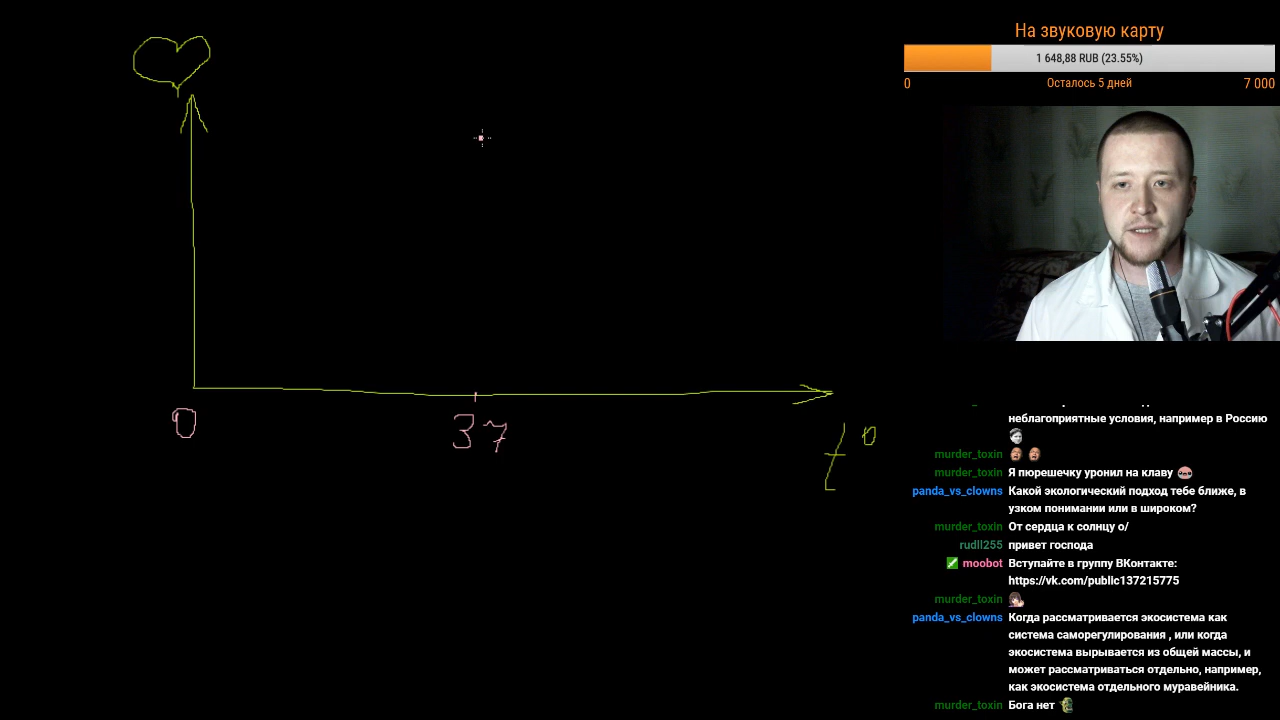 На звуковую карту
1 648,88 RUB (23.55%)
0 Осталось 5 дней 7 000
0
37
t⁰
неблагоприятные условия, например в Россию
murder_toxin
murder_toxin Я пюрешечку уронил на клаву
panda_vs_clowns Какой экологический подход тебе ближе, в
узком понимании или в широком?
murder_toxin От сердца к солнцу o/
rudll255 привет господа
moobot Вступайте в группу ВКонтакте:
https://vk.com/public137215775
murder_toxin
panda_vs_clowns Когда рассматривается экосистема как
система саморегулирования , или когда
экосистема вырывается из общей массы, и
может рассматриваться отдельно, например,
как экосистема отдельного муравейника.
murder_toxin Бога нет